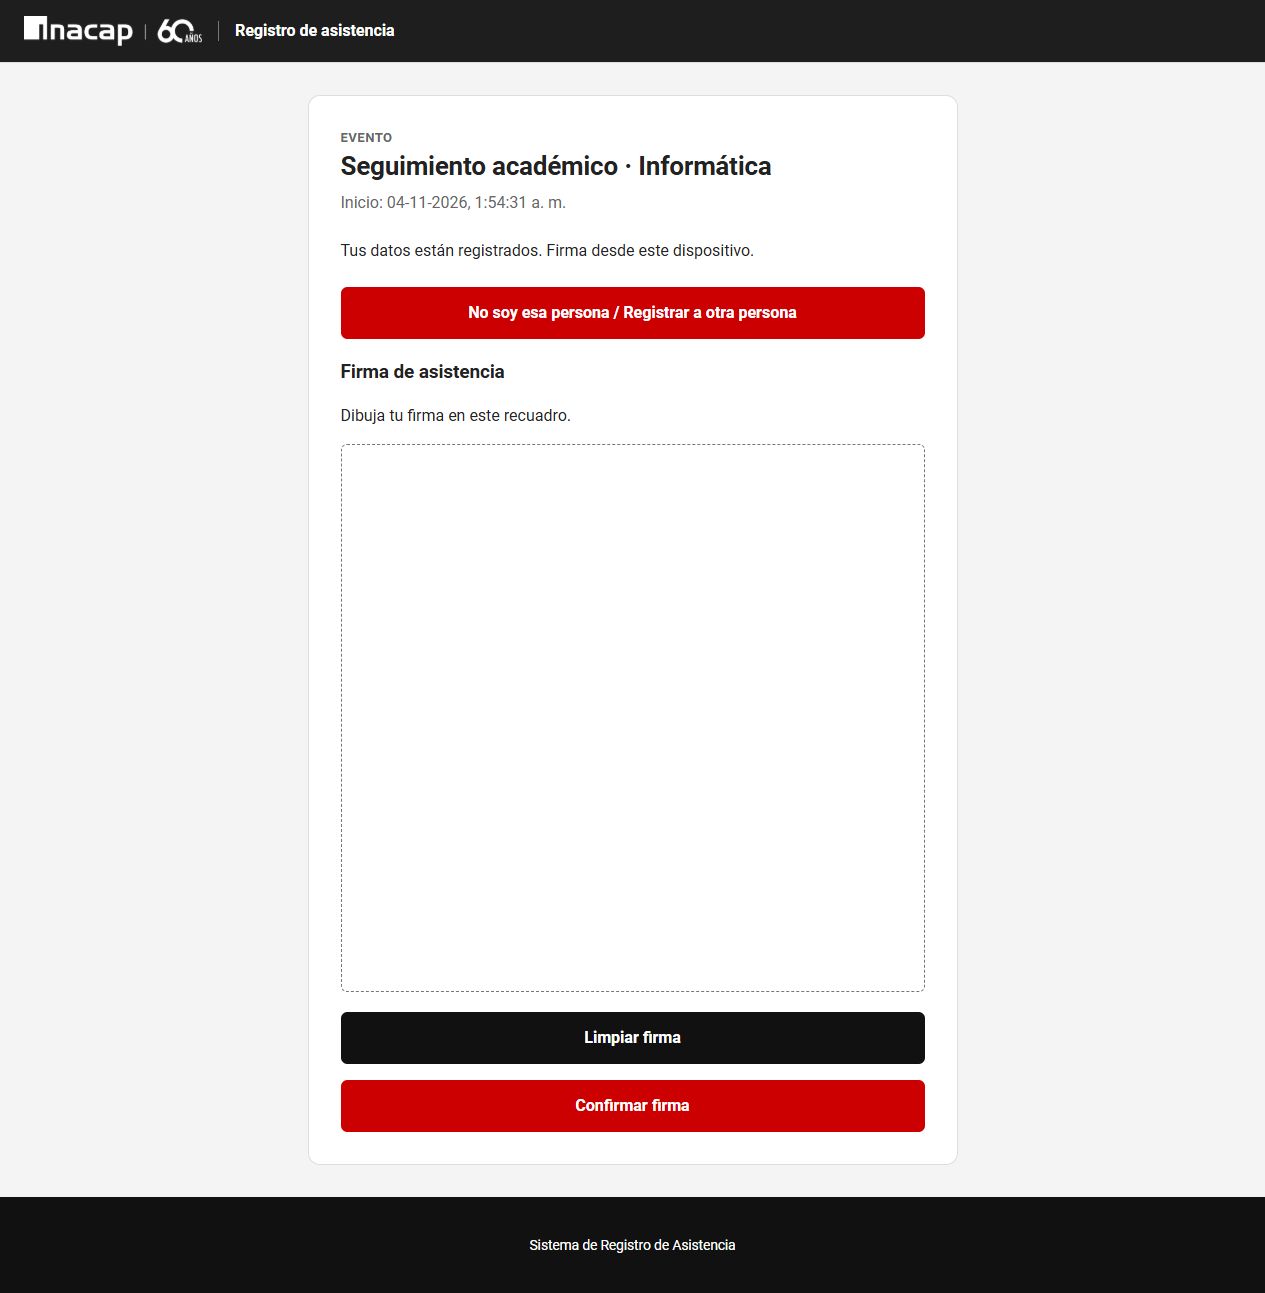 Inacap | 60 AÑOS | Registro de asistencia
EVENTO
Seguimiento académico · Informática
Inicio: 04-11-2026, 1:54:31 a. m.
Tus datos están registrados. Firma desde este dispositivo.
No soy esa persona / Registrar a otra persona
Firma de asistencia
Dibuja tu firma en este recuadro.
Limpiar firma
Confirmar firma
Sistema de Registro de Asistencia